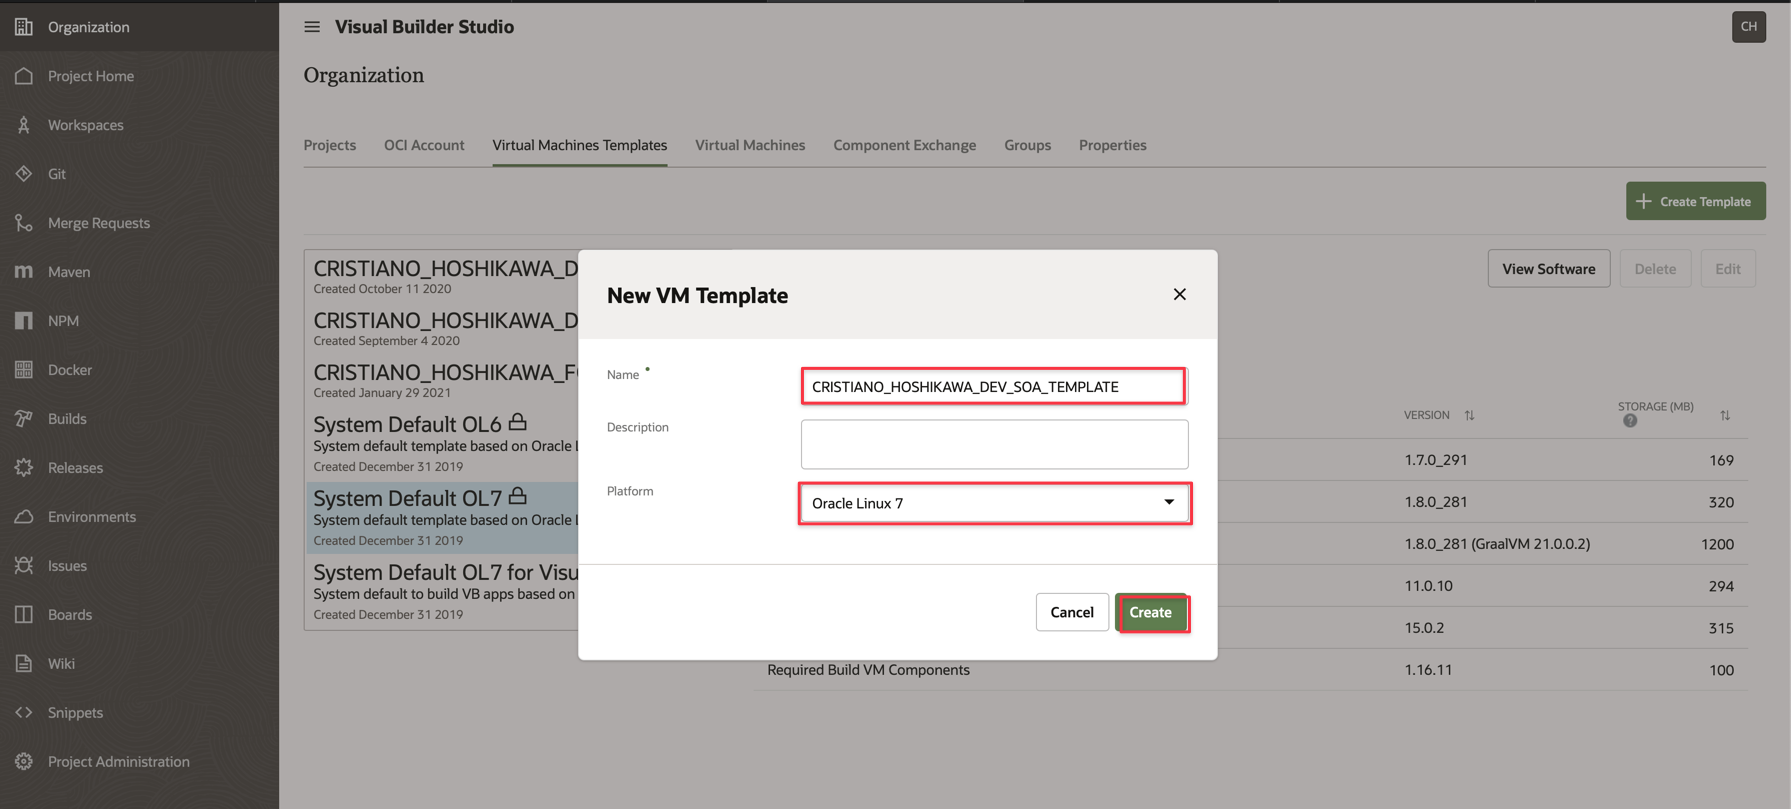 Organization
Project Home
Workspaces
Git
Merge Requests
Maven
NPM
Docker
Builds
Releases
Environments
Issues
Boards
Wiki
Snippets
Project Administration
Visual Builder Studio
CH
Organization
Projects
OCI Account
Virtual Machines Templates
Virtual Machines
Component Exchange
Groups
Properties
Create Template
CRISTIANO_HOSHIKAWA_D
Created October 11 2020
CRISTIANO_HOSHIKAWA_D
Created September 4 2020
CRISTIANO_HOSHIKAWA_F
Created January 29 2021
System Default OL6
System default template based on Oracle
Created December 31 2019
System Default OL7
System default template based on Oracle
Created December 31 2019
System Default OL7 for Visu
System default to build VB apps based on
Created December 31 2019
View Software
Delete
Edit
New VM Template
Name
CRISTIANO_HOSHIKAWA_DEV_SOA_TEMPLATE
Description
Platform
Oracle Linux 7
Cancel
Create
VERSION
STORAGE (MB)
1.7.0_291 169
1.8.0_281 320
1.8.0_281 (GraalVM 21.0.0.2) 1200
11.0.10 294
15.0.2 315
Required Build VM Components 1.16.11 100